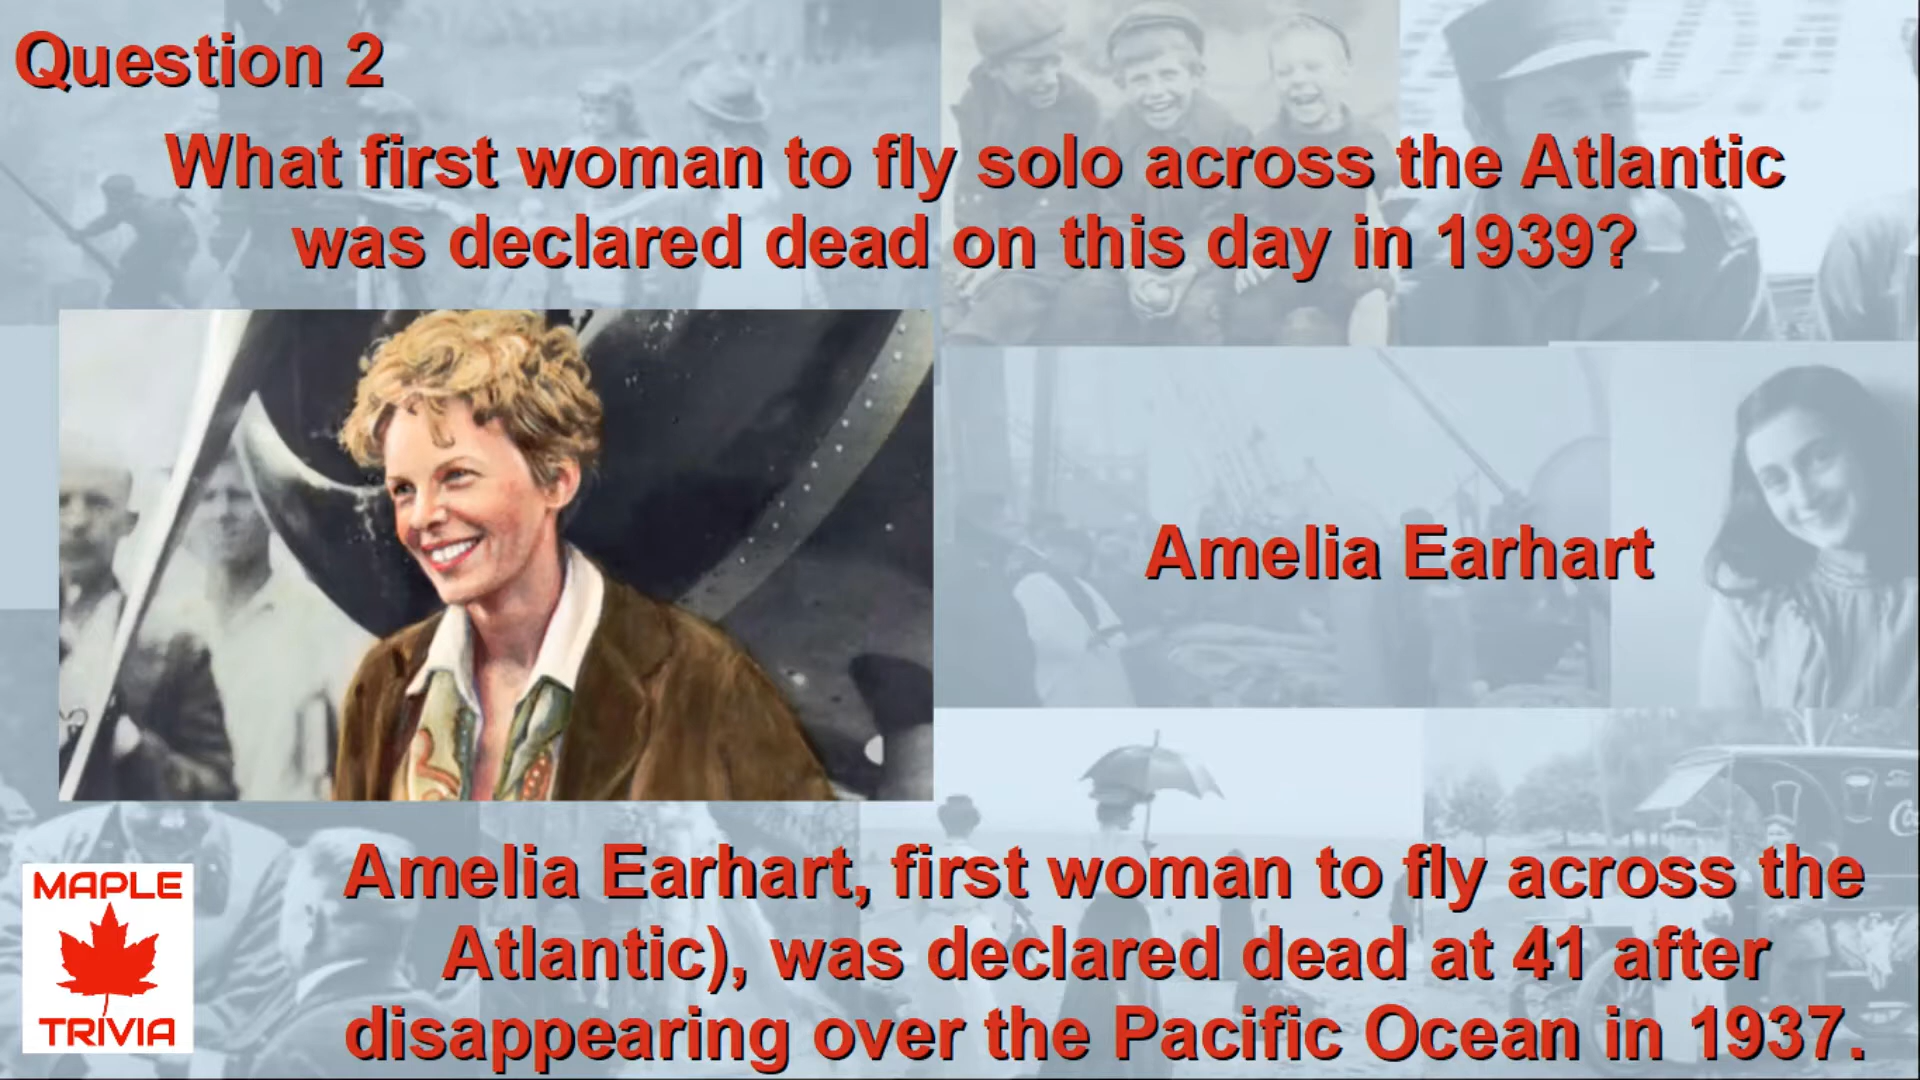 Question 2
What first woman to fly solo across the Atlantic
was declared dead on this day in 1939?
Amelia Earhart
Amelia Earhart, first woman to fly across the
Atlantic), was declared dead at 41 after
disappearing over the Pacific Ocean in 1937.
MAPLE
TRIVIA